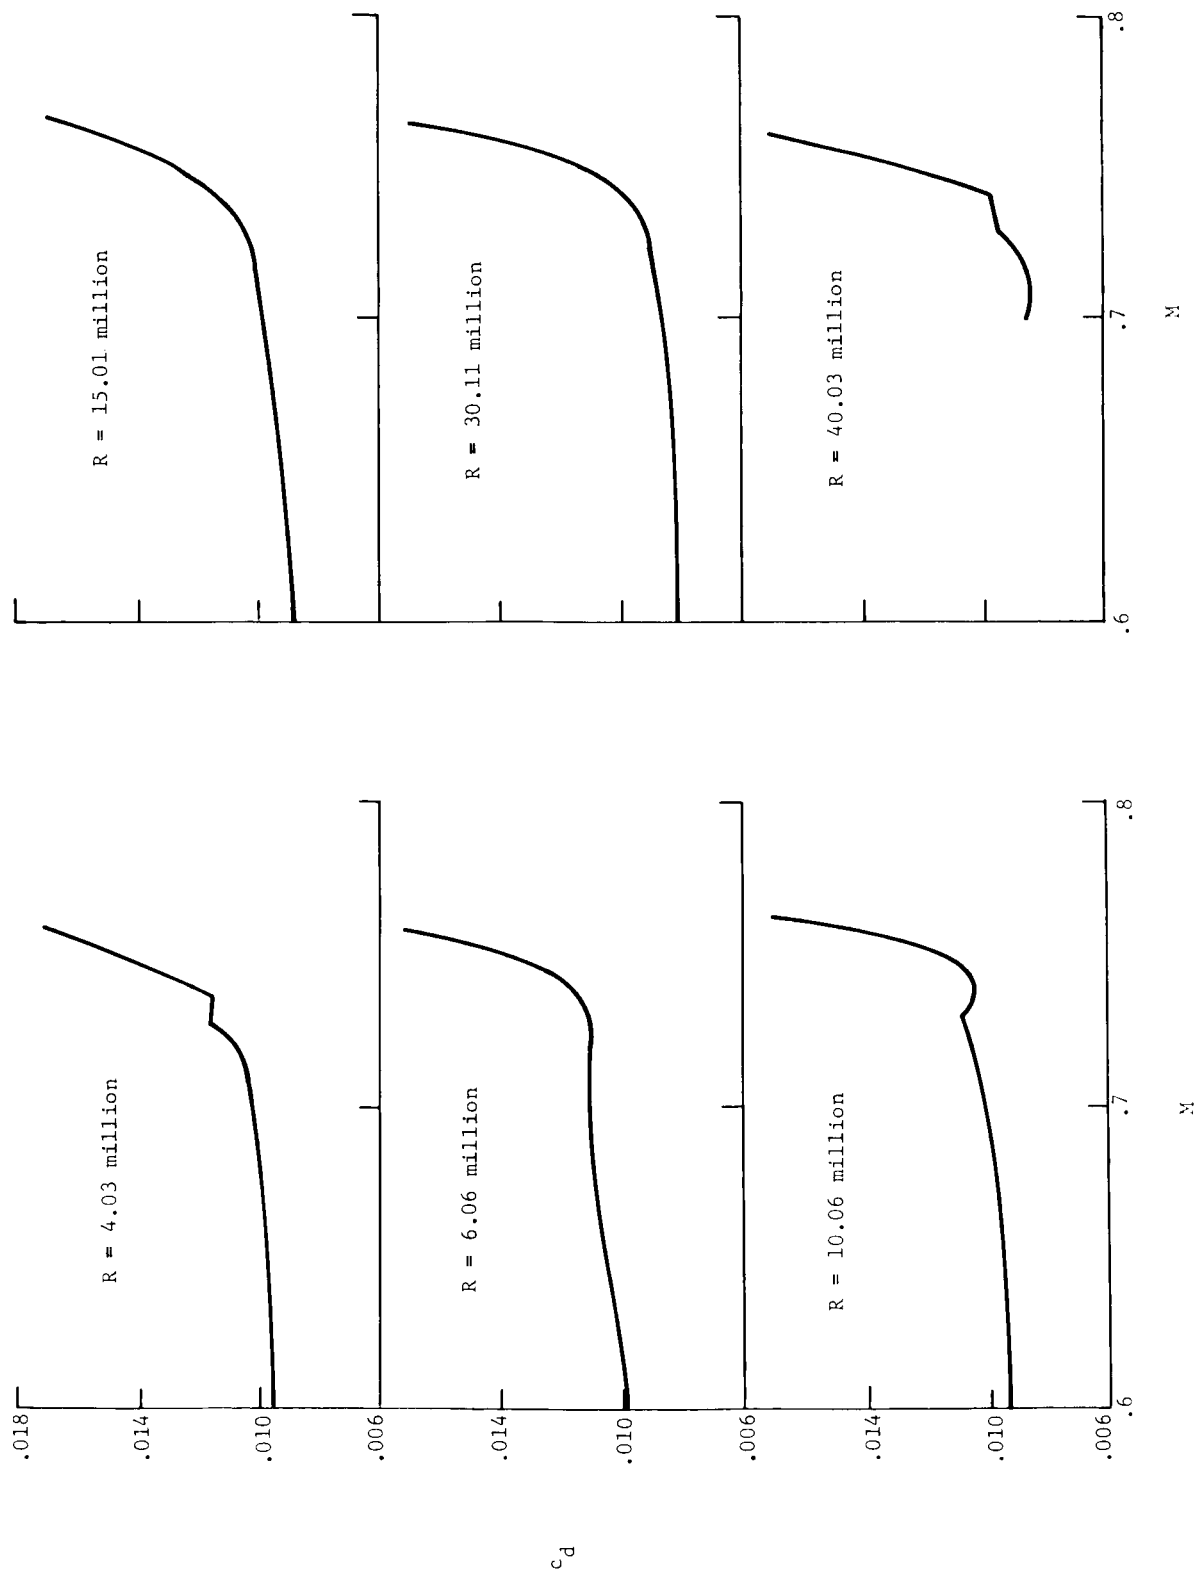 .018
R = 4.03 million
R = 15.01 million
.014
.010
.006
R = 6.06 million
R = 30.11 million
.014
.010
c_d
.006
R = 10.06 million
R = 40.03 million
.014
.010
.006
.6
.7
.8
.6
.7
.8
M
M